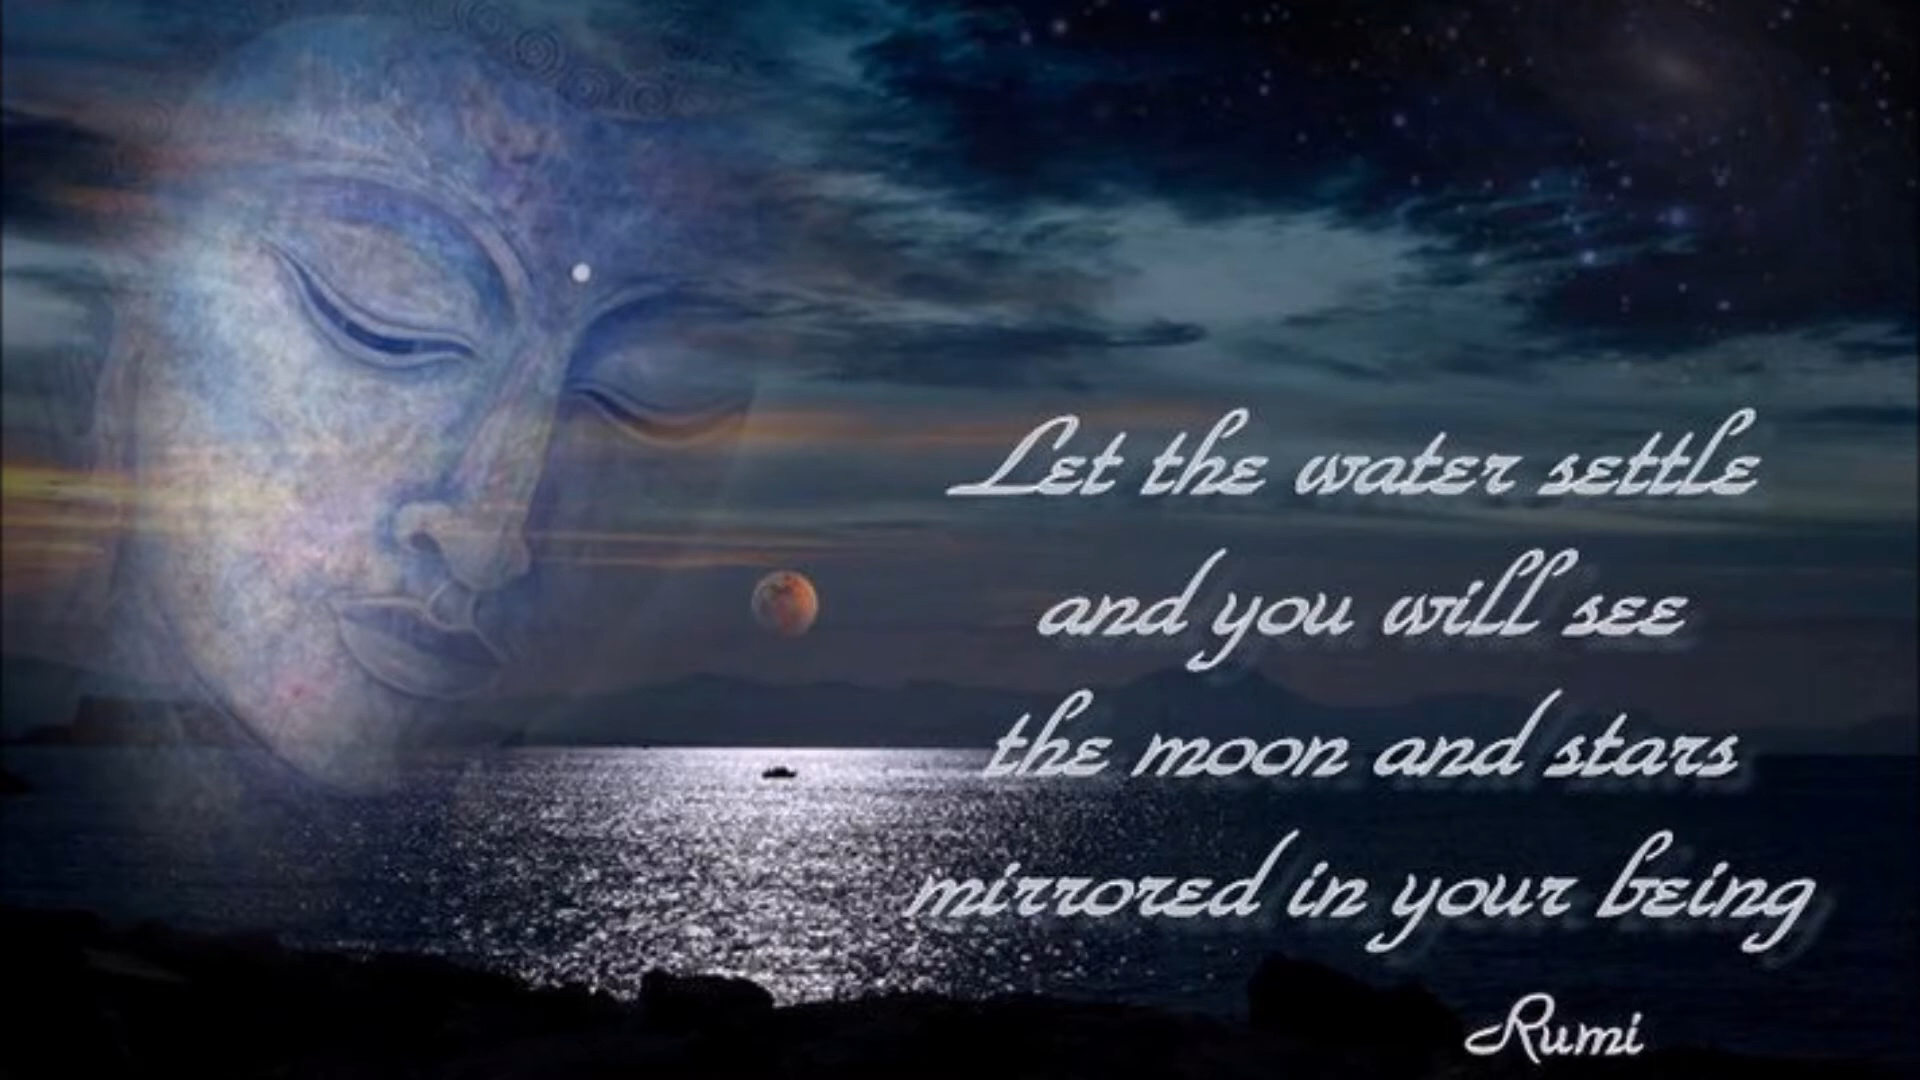 Let the water settle
and you will see
the moon and stars
mirrored in your being
Rumi